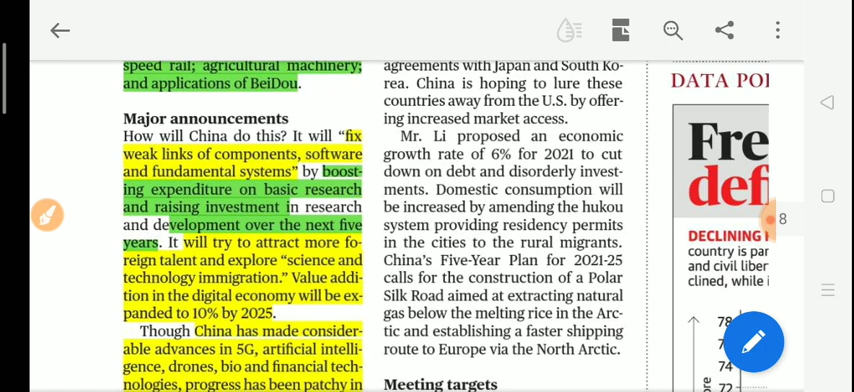 speed rail; agricultural machinery;
and applications of BeiDou.
Major announcements
How will China do this? It will “fix
weak links of components, software
and fundamental systems” by boost-
ing expenditure on basic research
and raising investment in research
and development over the next five
years. It will try to attract more fo-
reign talent and explore “science and
technology immigration.” Value addi-
tion in the digital economy will be ex-
panded to 10% by 2025.
Though China has made consider-
able advances in 5G, artificial intelli-
gence, drones, bio and financial tech-
nologies, progress has been patchy in
agreements with Japan and South Ko-
rea. China is hoping to lure these
countries away from the U.S. by offer-
ing increased market access.
Mr. Li proposed an economic
growth rate of 6% for 2021 to cut
down on debt and disorderly invest-
ments. Domestic consumption will
be increased by amending the hukou
system providing residency permits
in the cities to the rural migrants.
China’s Five-Year Plan for 2021-25
calls for the construction of a Polar
Silk Road aimed at extracting natural
gas below the melting rice in the Arc-
tic and establishing a faster shipping
route to Europe via the North Arctic.
Meeting targets
DATA POI
Fre
def
8
DECLINING
country is par
and civil liber
clined, while i
78
74
72